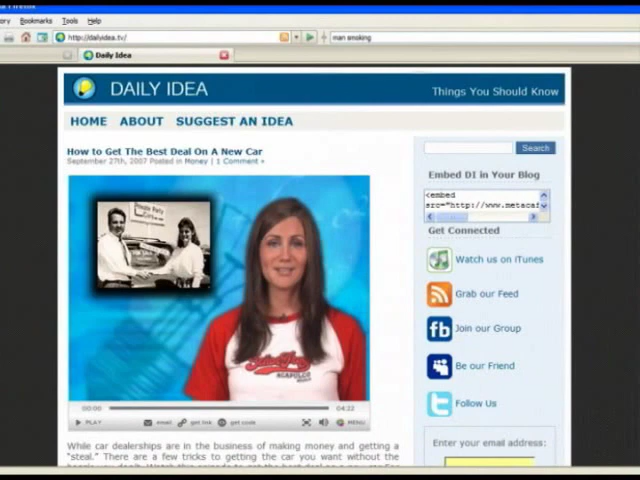 Bookmarks Tools Help
http://dailyidea.tv/
man smoking
Daily Idea
DAILY IDEA
Things You Should Know
HOME ABOUT SUGGEST AN IDEA
How to Get The Best Deal On A New Car
September 27th, 2007 Posted in Money | 1 Comment »
Search
Embed DI in Your Blog
<embed
src="http://www.metacaf
Get Connected
Watch us on iTunes
Grab our Feed
fb Join our Group
Be our Friend
t Follow Us
Private Party
ACAPULCO
00:00 04:22
PLAY email get link get code MENU
Enter your email address:
While car dealerships are in the business of making money and getting a
"steal." There are a few tricks to getting the car you want without the